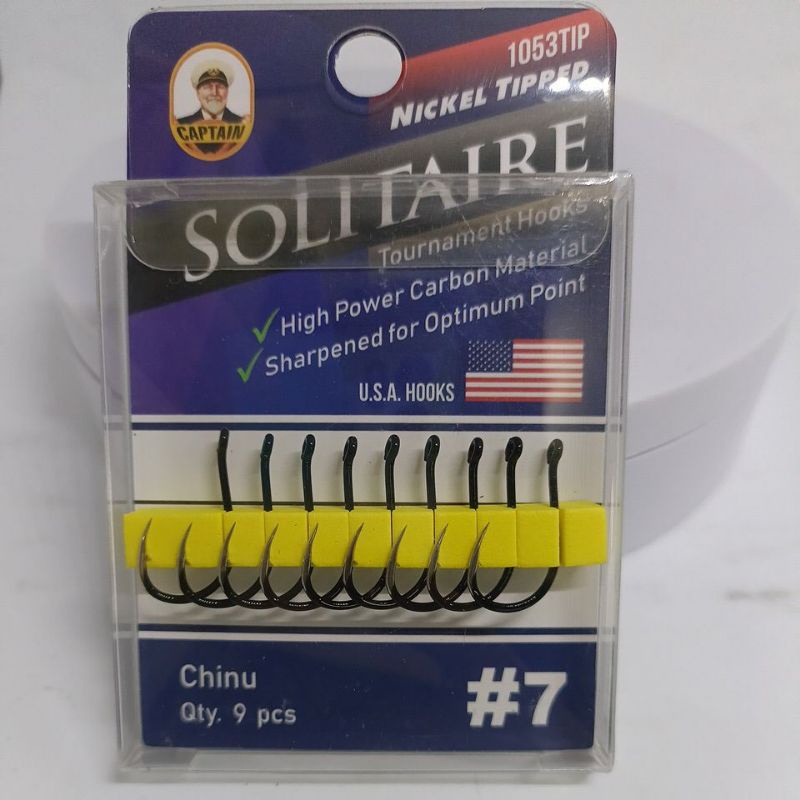 1053TIP
NICKEL TIPPED
CAPTAIN
SOLITAIRE
Tournament Hooks
✓ High Power Carbon Material
✓ Sharpened for Optimum Point
U.S.A. HOOKS
Chinu
Qty. 9 pcs
#7